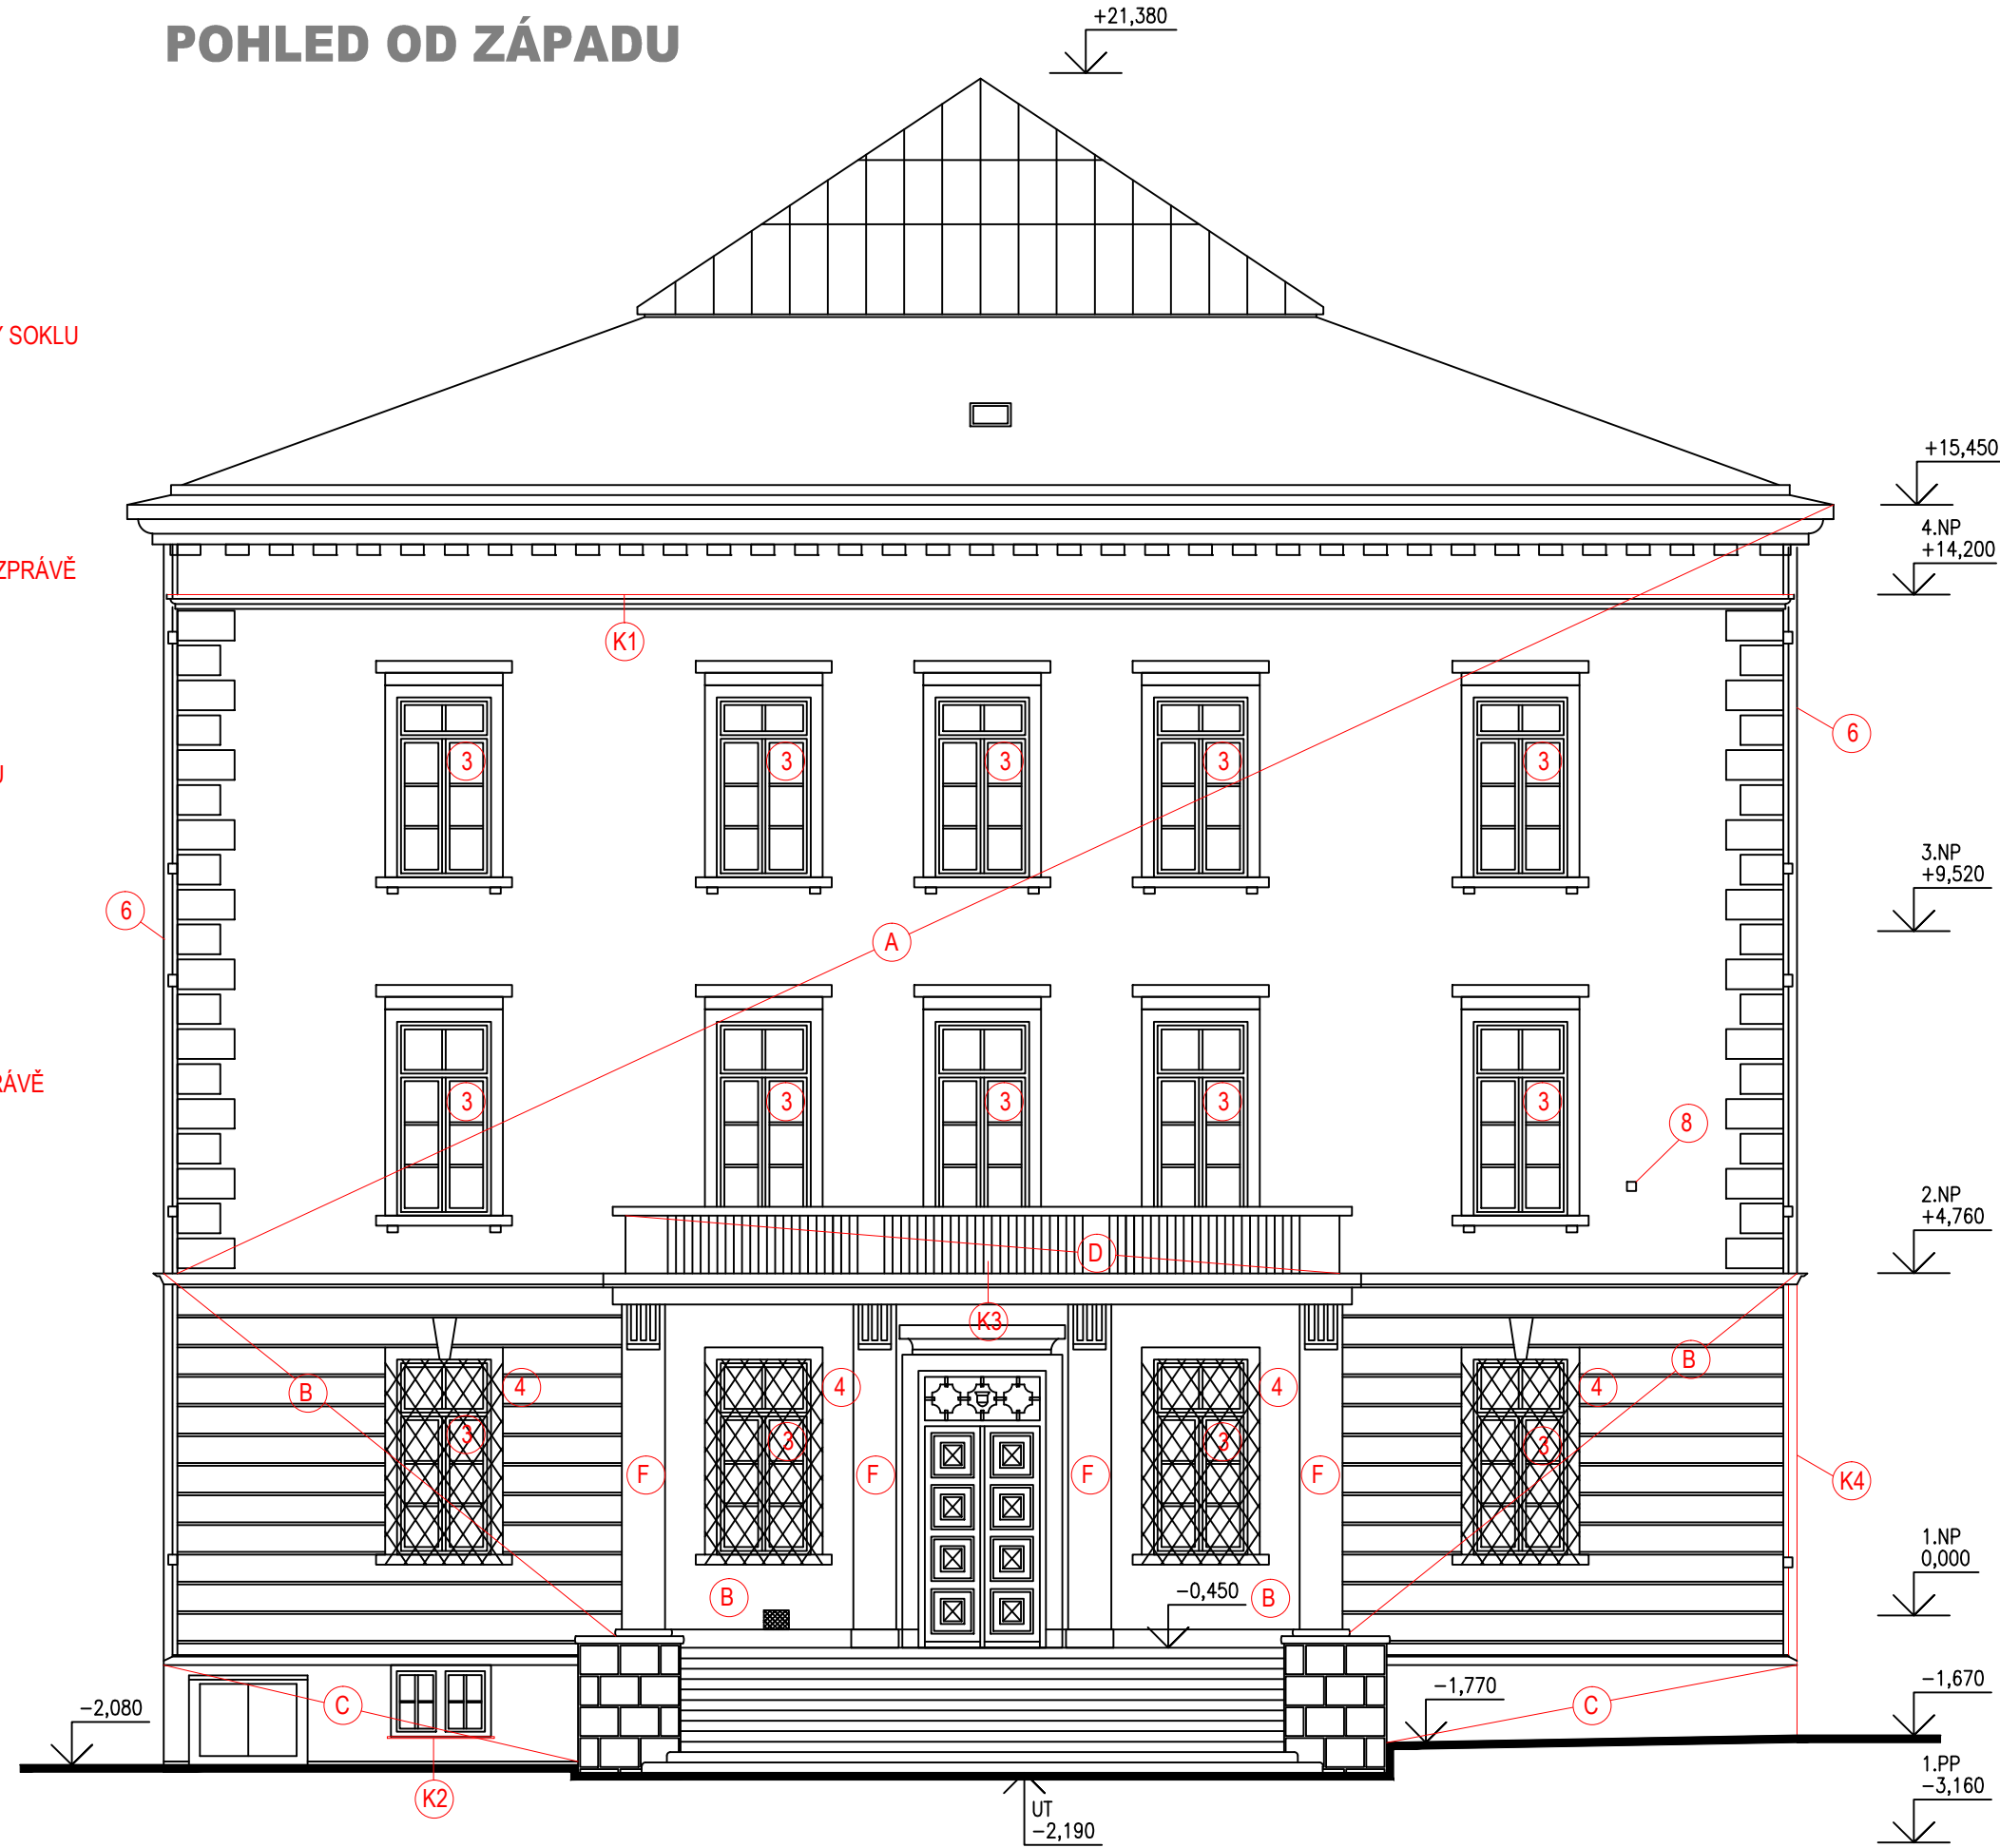 POHLED OD ZÁPADU
+21,380
SOKLU
+15,450
4.NP
+14,200
ZPRÁVĚ
K1
6
3 3 3 3 3
3.NP
+9,520
6
A
3 3 3 3 3
8
2.NP
+4,760
D
K3
B
B
4 4 4 4
3 3 3 3
F F F F
K4
1.NP
0,000
B
-0,450
B
-2,080
C
-1,770
C
-1,670
K2
1.PP
-3,160
UT
-2,190